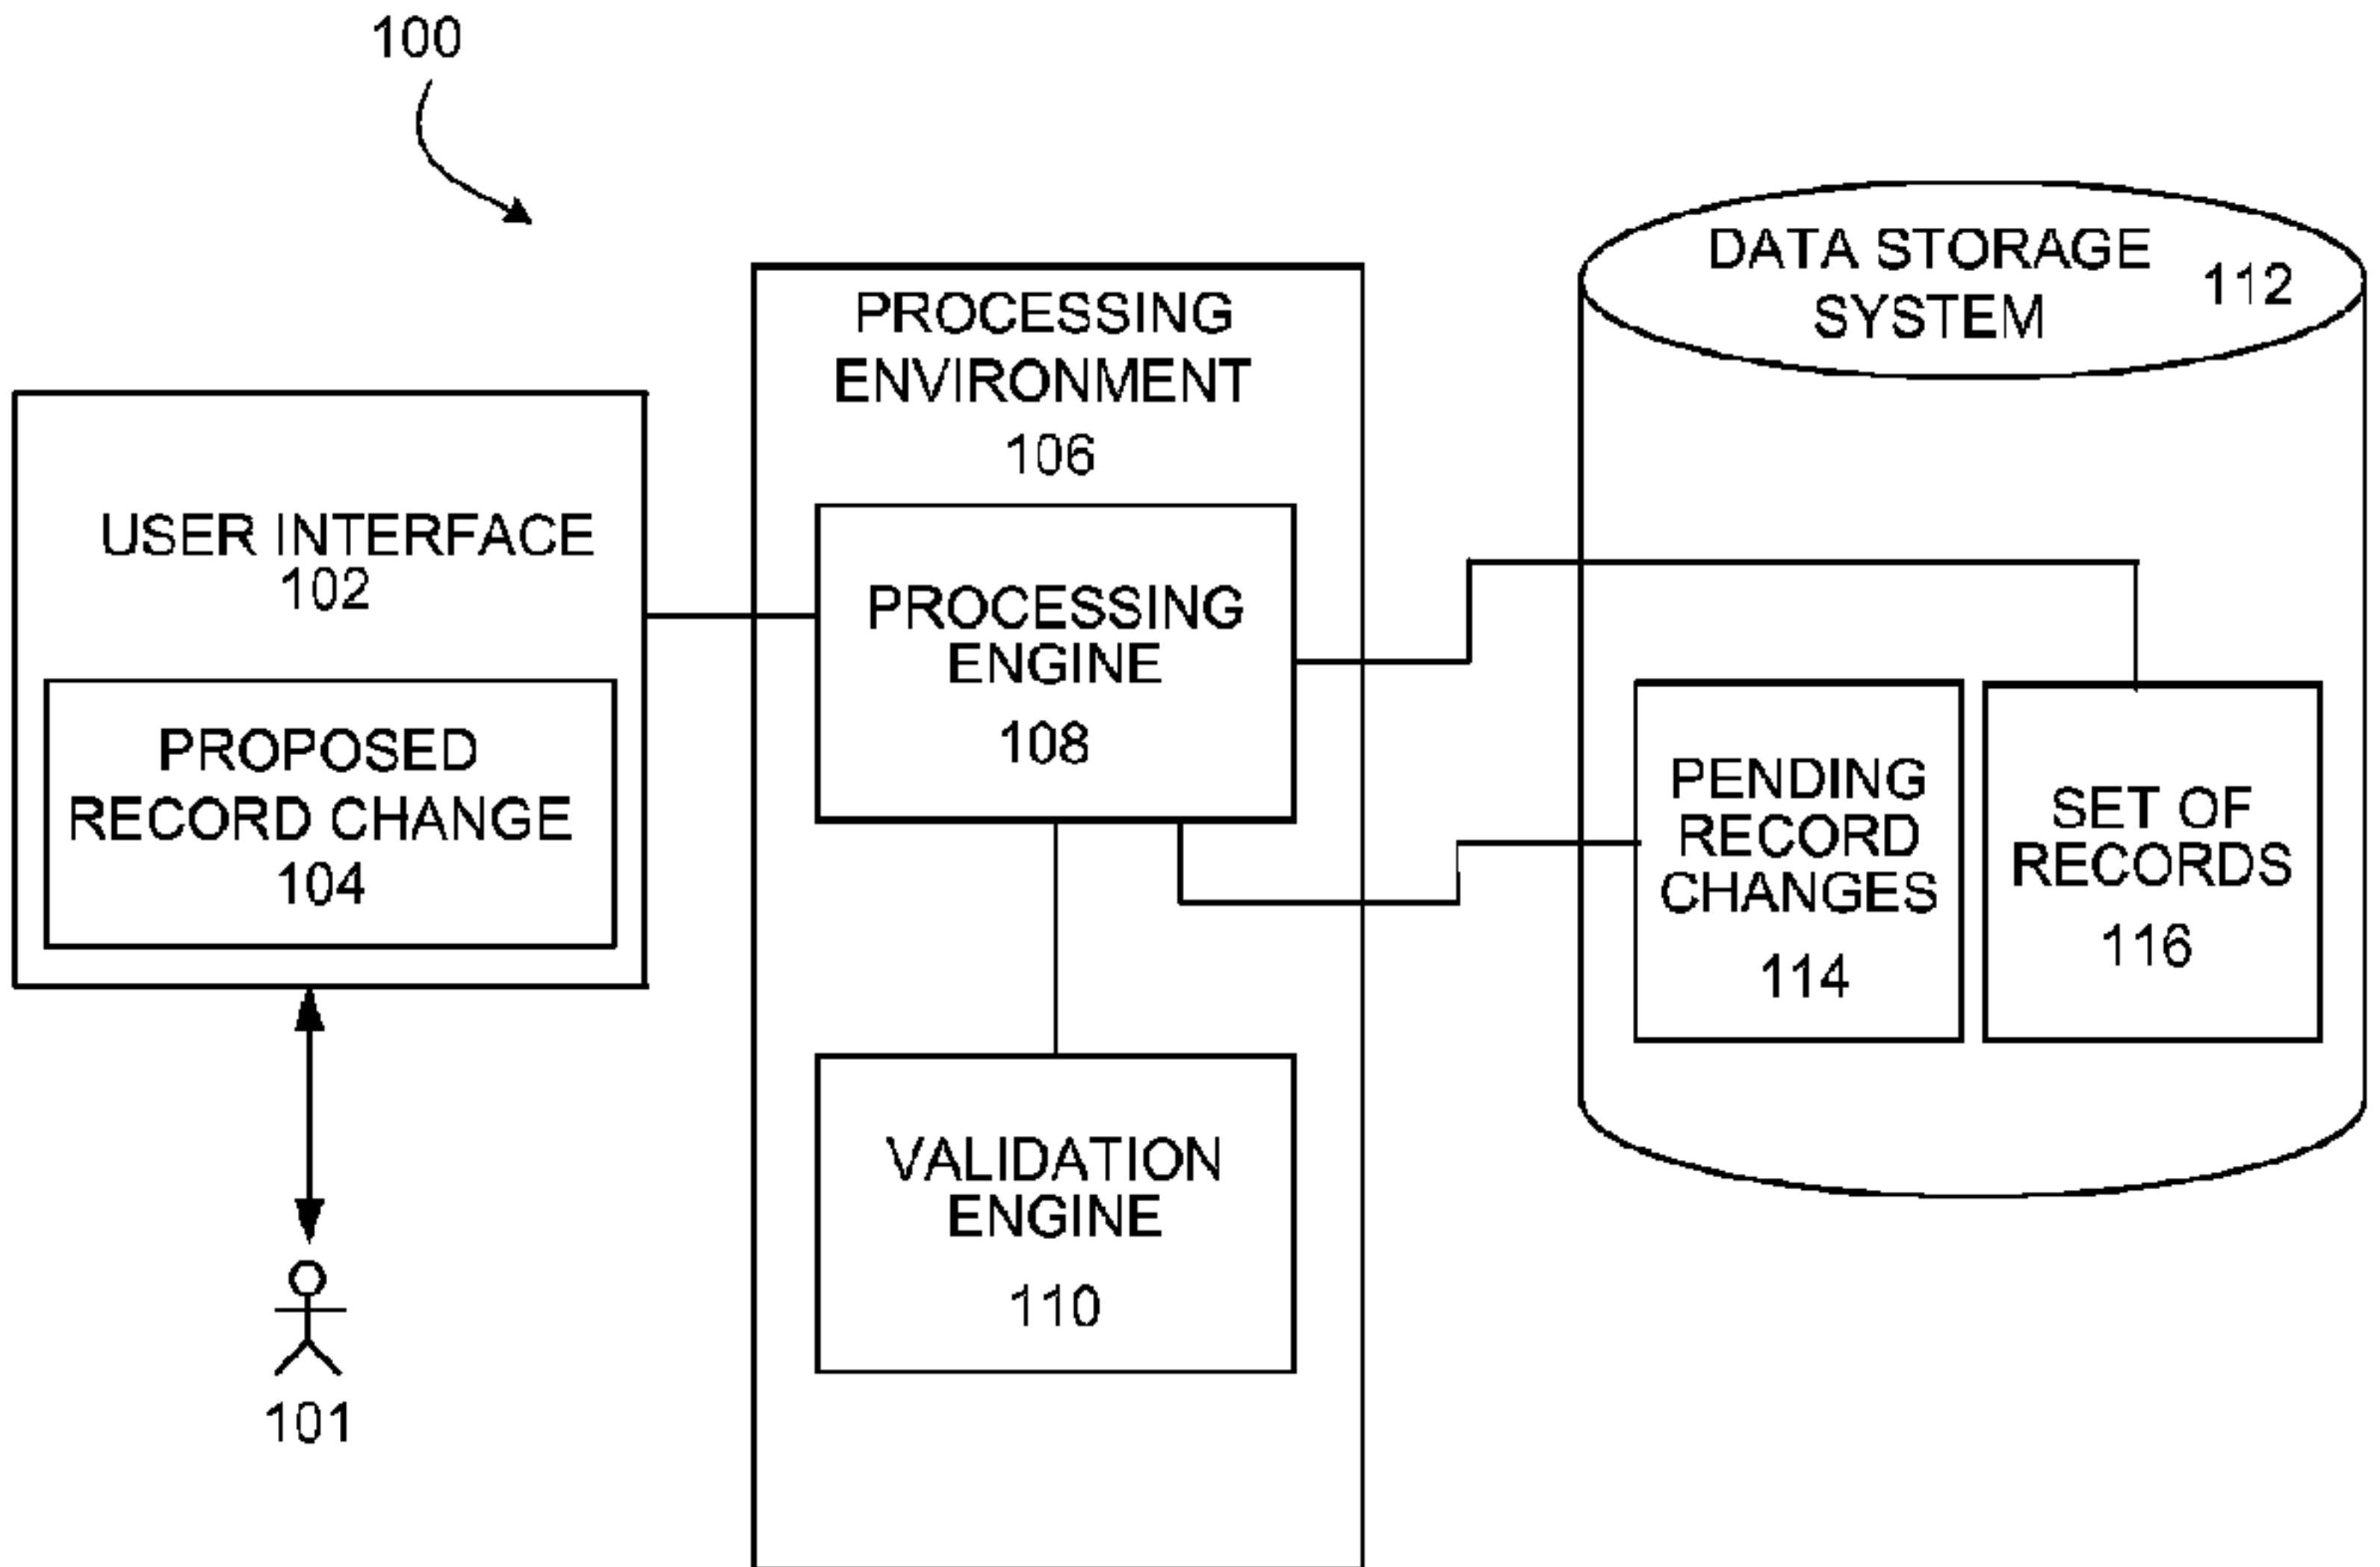 100
USER INTERFACE
102
PROPOSED
RECORD CHANGE
104
101
PROCESSING
ENVIRONMENT
106
PROCESSING
ENGINE
108
VALIDATION
ENGINE
110
DATA STORAGE
SYSTEM
112
PENDING
RECORD
CHANGES
114
SET OF
RECORDS
116